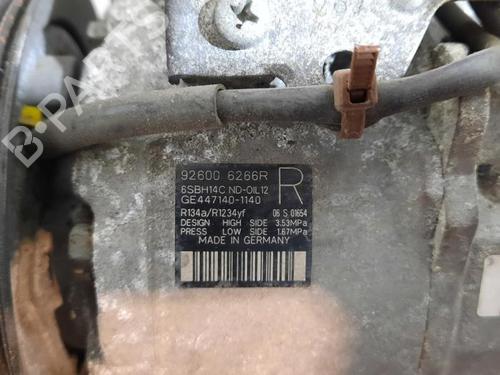 92600 6266R
R
6SBH14C ND-OIL12
GE447140-1140
R134a/R1234yf 06 S 01654
DESIGN HIGH SIDE 3.53MPa
PRESS LOW SIDE 1.67MPa
MADE IN GERMANY
B-PARTS